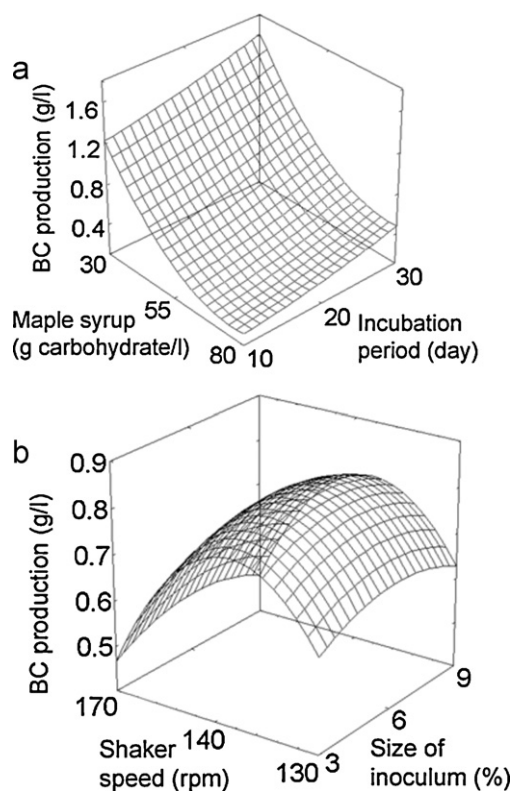 a
BC production (g/l)
1.6
1.2
0.8
0.4
30
55
80
Maple syrup
(g carbohydrate/l)
10
20
30
Incubation
period (day)
b
BC production (g/l)
0.9
0.8
0.7
0.6
0.5
170
140
130
Shaker
speed (rpm)
3
6
9
Size of
inoculum (%)